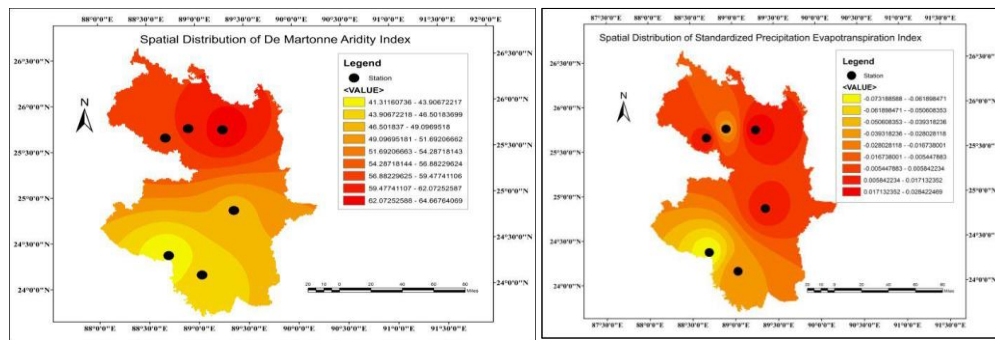 88°0'0"E 88°30'0"E 89°0'0"E 89°30'0"E 90°0'0"E 90°30'0"E 91°0'0"E 91°30'0"E 92°0'0"E
Spatial Distribution of De Martonne Aridity Index
26°30'0"N
26°0'0"N
25°30'0"N
25°0'0"N
24°30'0"N
24°0'0"N
N
Legend
Station
<VALUE>
41.31160736 - 43.90672217
43.90672218 - 46.50183699
46.501837 - 49.0969518
49.09695181 - 51.69206662
51.69206663 - 54.28718143
54.28718144 - 56.88229624
56.88229625 - 59.47741106
59.47741107 - 62.07252587
62.07252588 - 64.66764069
26°30'0"N
26°0'0"N
25°30'0"N
25°0'0"N
24°30'0"N
24°0'0"N
20 10 0 20 40 60 80
Miles
88°0'0"E 88°30'0"E 89°0'0"E 89°30'0"E 90°0'0"E 90°30'0"E 91°0'0"E
87°30'0"E 88°0'0"E 88°30'0"E 89°0'0"E 89°30'0"E 90°0'0"E 90°30'0"E 91°0'0"E 91°30'0"E 92°0'0"E
Spatial Distribution of Standardized Precipitation Evapotranspiration Index
26°30'0"N
26°0'0"N
25°30'0"N
25°0'0"N
24°30'0"N
24°0'0"N
N
Legend
Station
<VALUE>
-0.073188588 - -0.061898471
-0.061898471 - -0.050608353
-0.050608353 - -0.039318236
-0.039318236 - -0.028028118
-0.028028118 - -0.016738001
-0.016738001 - -0.005447883
-0.005447883 - 0.005842234
0.005842234 - 0.017132352
0.017132352 - 0.028422469
26°30'0"N
26°0'0"N
25°30'0"N
25°0'0"N
24°30'0"N
24°0'0"N
Miles
87°30'0"E 88°0'0"E 88°30'0"E 89°0'0"E 89°30'0"E 90°0'0"E 90°30'0"E 91°0'0"E